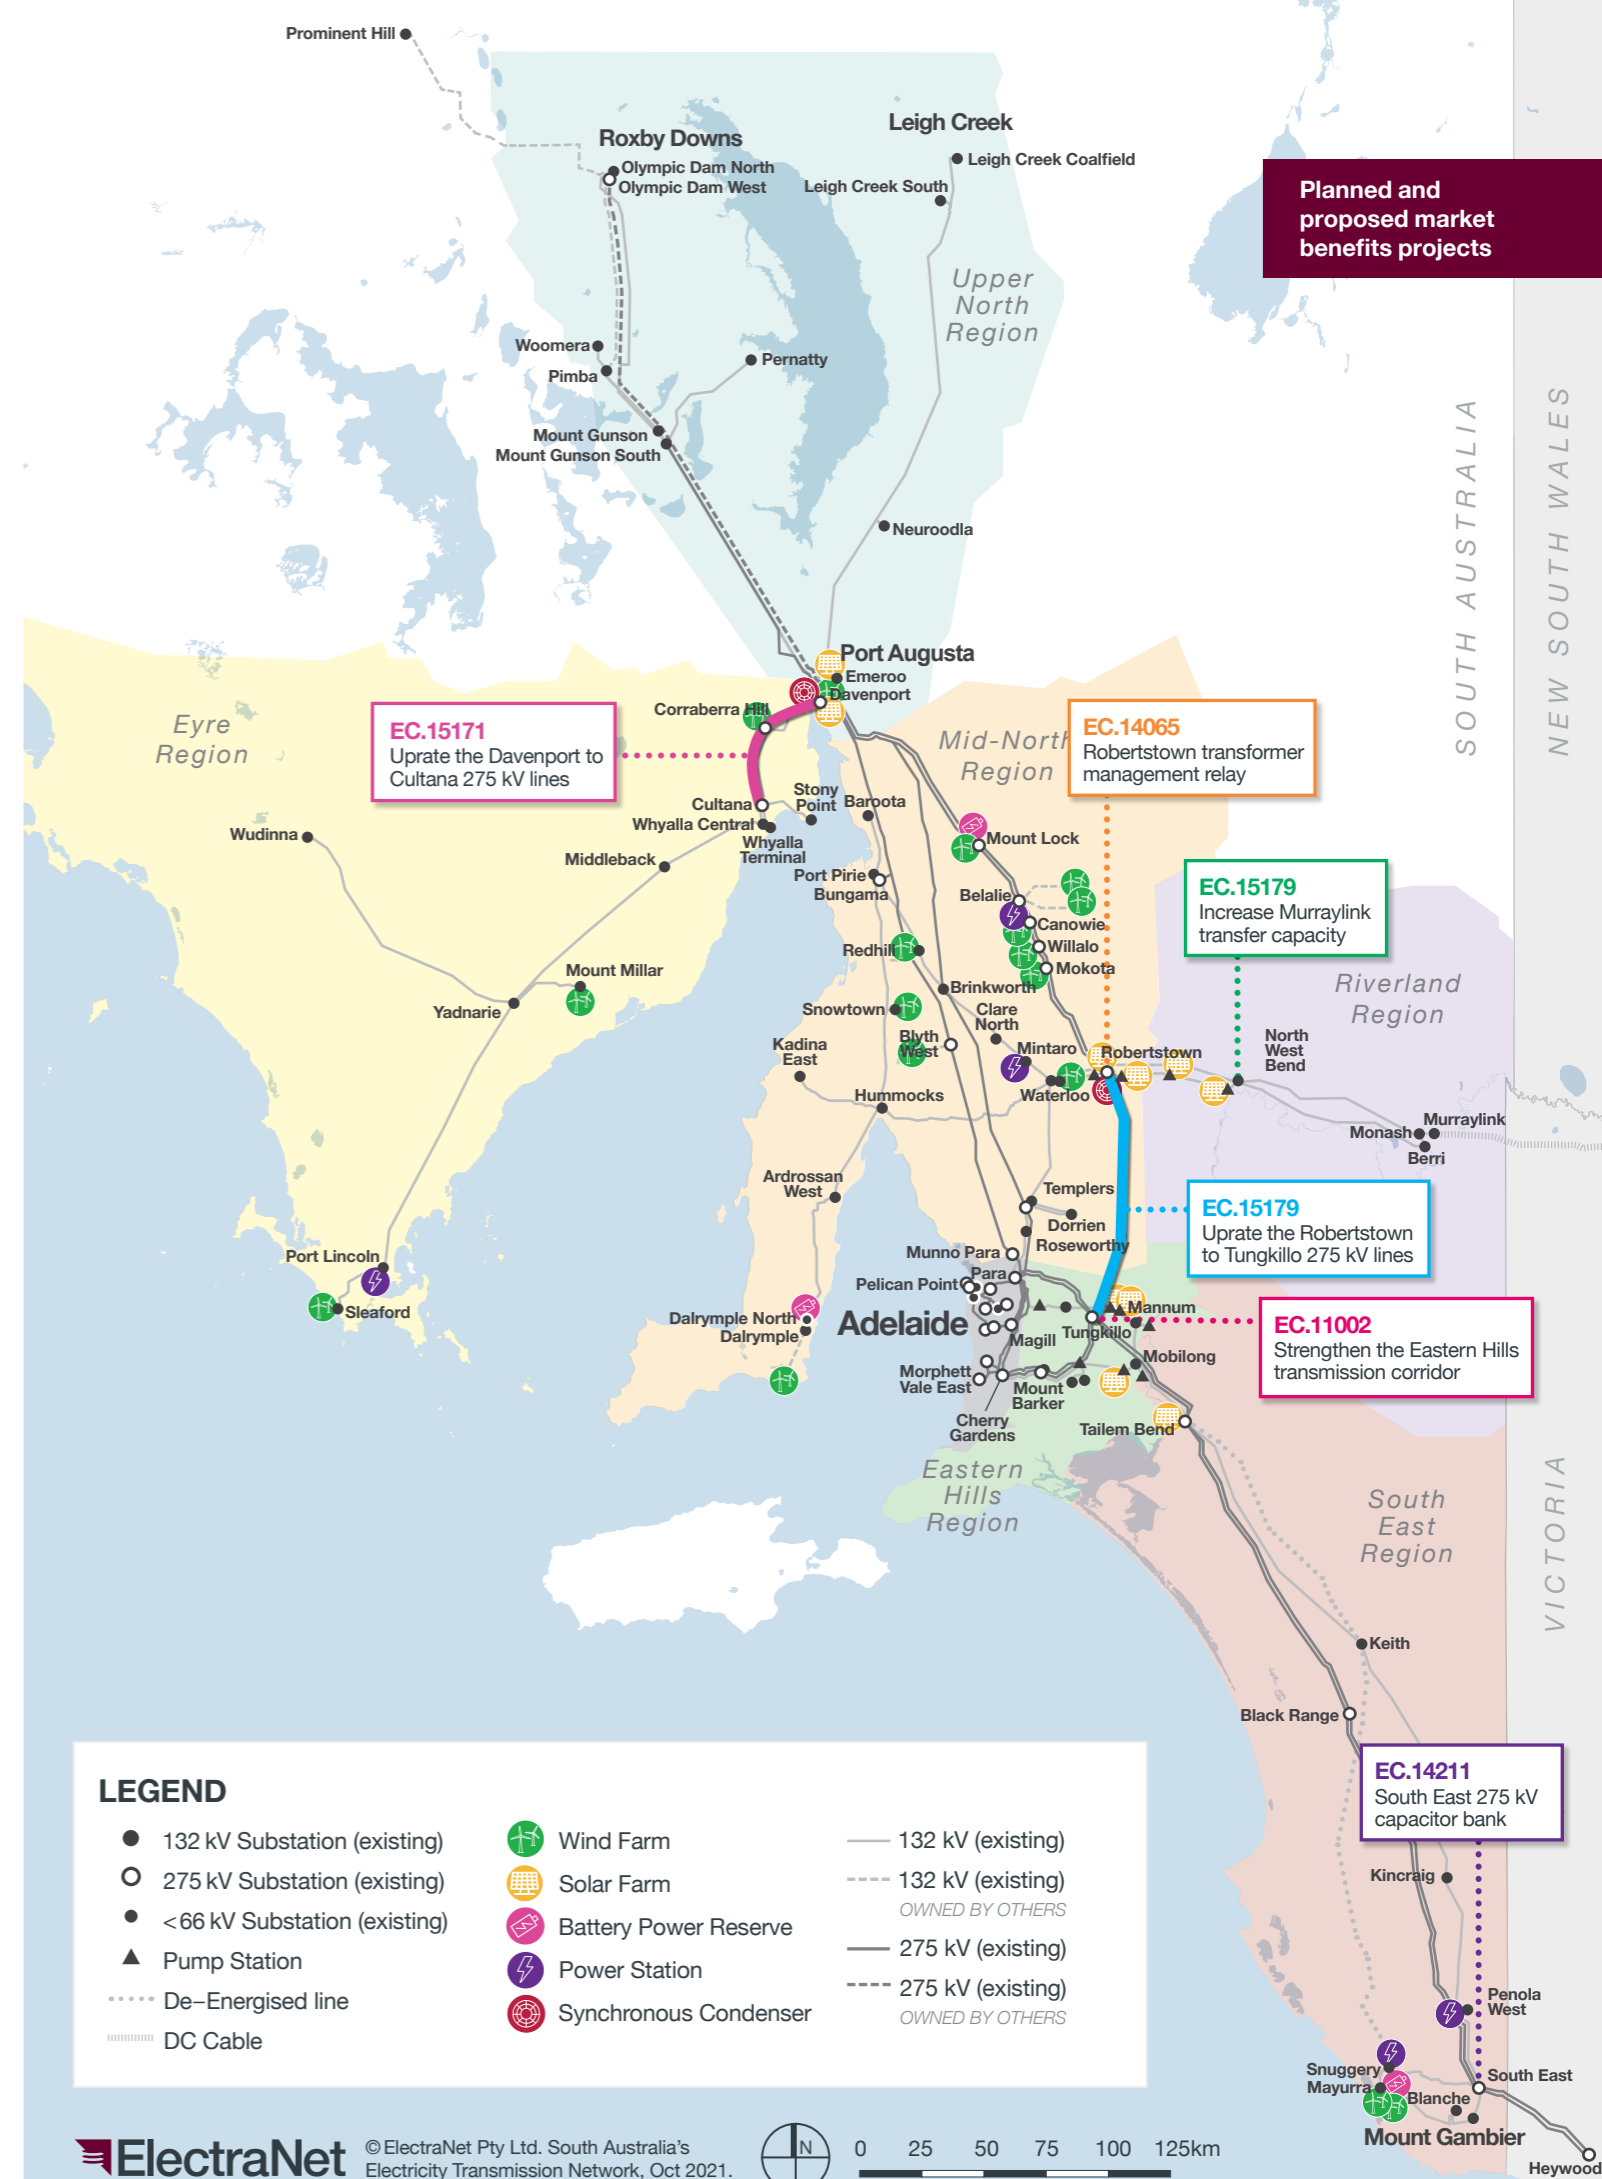 Prominent Hill
Planned and
proposed market
benefits projects
Roxby Downs
Olympic Dam North
Olympic Dam West
Leigh Creek
Leigh Creek Coalfield
Leigh Creek South
Upper
North
Region
Woomera
Pimba
Pernatty
Mount Gunson
Mount Gunson South
Neuroodla
SOUTH AUSTRALIA
NEW SOUTH WALES
Port Augusta
Emeroo
Davenport
Corraberra Hill
Eyre
Region
EC.15171
Uprate the Davenport to
Cultana 275 kV lines
Mid-North
Region
EC.14065
Robertstown transformer
management relay
Cultana
Stony
Point
Baroota
Whyalla Central
Whyalla
Terminal
Wudinna
Middleback
Mount Lock
Port Pirie
Bungama
Belalie
Canowie
Willalo
Mokota
EC.15179
Increase Murraylink
transfer capacity
Redhill
Mount Millar
Yadnarie
Brinkworth
Snowtown
Clare
North
Riverland
Region
Kadina
East
Blyth
West
Mintaro
Robertstown
North
West
Bend
Waterloo
Hummocks
Murraylink
Monash
Berri
Ardrossan
West
Templers
Dorrien
Roseworthy
EC.15179
Uprate the Robertstown
to Tungkillo 275 kV lines
Port Lincoln
Sleaford
Munno Para
Para
Pelican Point
Adelaide
Dalrymple North
Dalrymple
Mannum
Magill
Tungkillo
EC.11002
Strengthen the Eastern Hills
transmission corridor
Mobilong
Morphett
Vale East
Mount
Barker
Cherry
Gardens
Tailem Bend
Eastern
Hills
Region
South
East
Region
VICTORIA
Keith
Black Range
EC.14211
South East 275 kV
capacitor bank
Kincraig
Penola
West
Snuggery
Mayurra
South East
Blanche
Mount Gambier
Heywood
LEGEND
132 kV Substation (existing)
275 kV Substation (existing)
<66 kV Substation (existing)
Pump Station
De-Energised line
DC Cable
Wind Farm
Solar Farm
Battery Power Reserve
Power Station
Synchronous Condenser
132 kV (existing)
132 kV (existing)
OWNED BY OTHERS
275 kV (existing)
275 kV (existing)
OWNED BY OTHERS
ElectraNet
© ElectraNet Pty Ltd. South Australia's
Electricity Transmission Network, Oct 2021.
N
0 25 50 75 100 125km